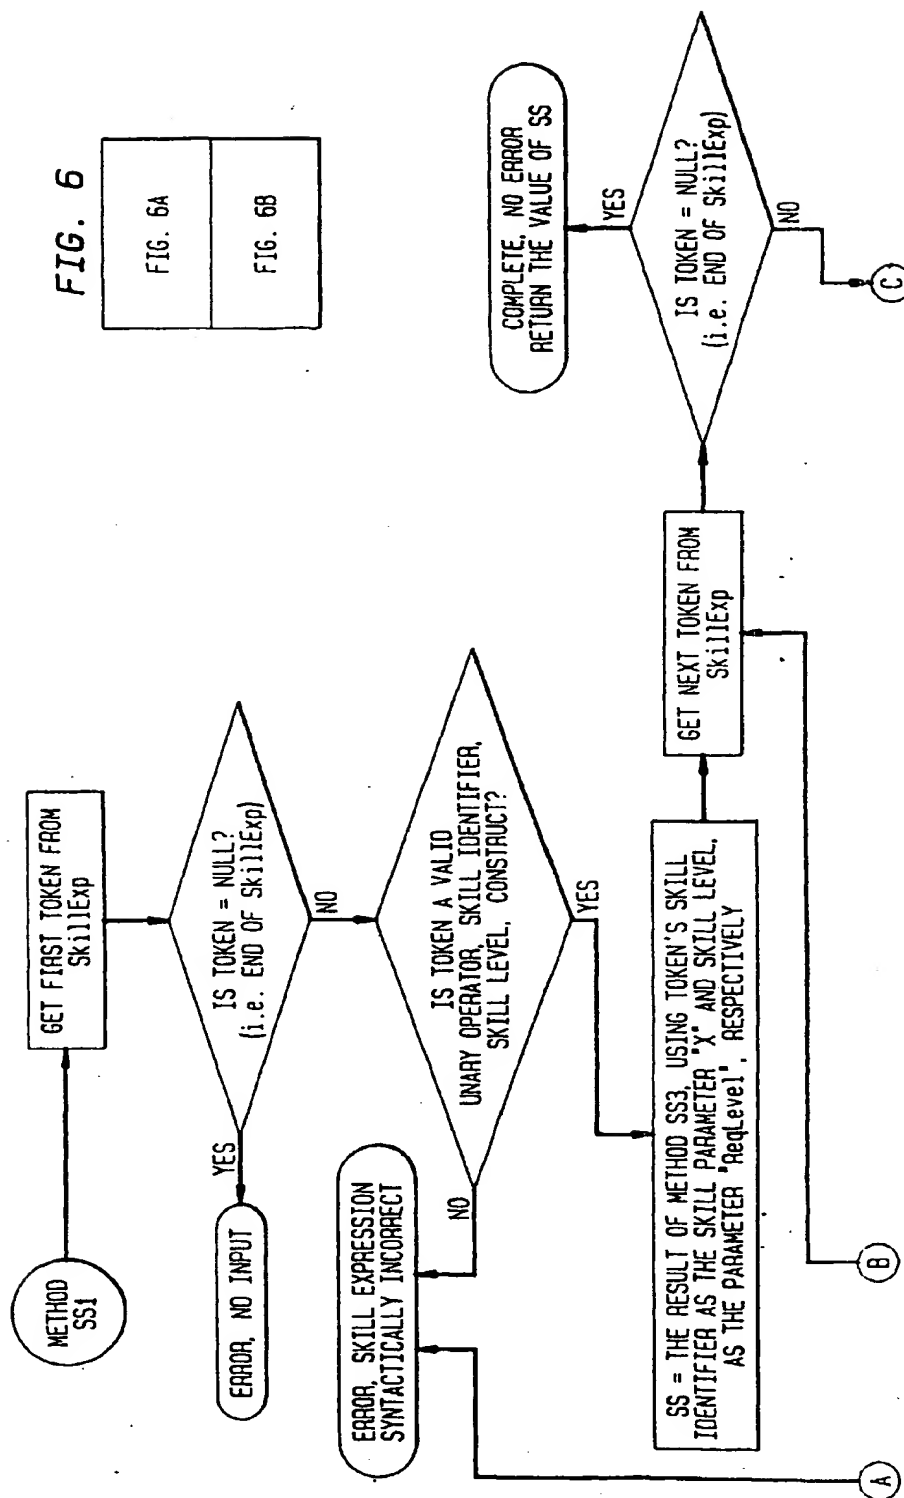 FIG. 6
FIG. 6A
FIG. 6B
METHOD
SS1
GET FIRST TOKEN FROM
SkillExp
IS TOKEN = NULL?
(i.e. END OF SkillExp)
YES
NO
ERROR, NO INPUT
IS TOKEN A VALID
UNARY OPERATOR, SKILL IDENTIFIER,
SKILL LEVEL, CONSTRUCT?
NO
YES
ERROR, SKILL EXPRESSION
SYNTACTICALLY INCORRECT
SS = THE RESULT OF METHOD SS3, USING TOKEN'S SKILL
IDENTIFIER AS THE SKILL PARAMETER "X" AND SKILL LEVEL,
AS THE PARAMETER "ReqLevel", RESPECTIVELY
GET NEXT TOKEN FROM
SkillExp
IS TOKEN = NULL?
(i.e. END OF SkillExp)
YES
NO
COMPLETE, NO ERROR
RETURN THE VALUE OF SS
A
B
C